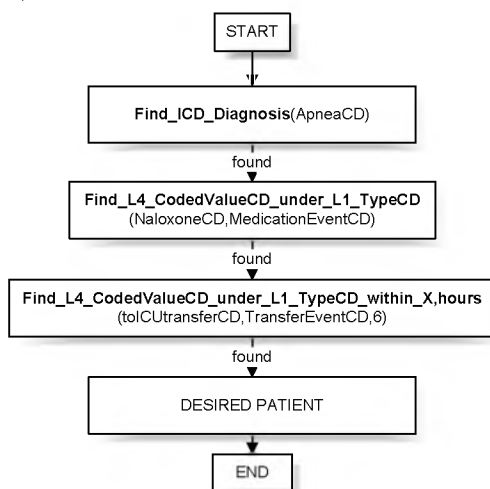 START
Find_ICD_Diagnosis(ApneaCD)
found
Find_L4_CodedValueCD_under_L1_TypeCD
(NaloxoneCD,MedicationEventCD)
found
Find_L4_CodedValueCD_under_L1_TypeCD_within_X,hours
(toICUtransferCD,TransferEventCD,6)
found
DESIRED PATIENT
END